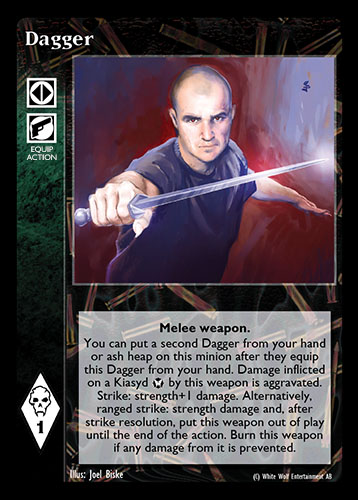 Dagger
EQUIP
ACTION
Melee weapon.
You can put a second Dagger from your hand
or ash heap on this minion after they equip
this Dagger from your hand. Damage inflicted
on a Kiasyd by this weapon is aggravated.
Strike: strength+1 damage. Alternatively,
ranged strike: strength damage and, after
strike resolution, put this weapon out of play
until the end of the action. Burn this weapon
if any damage from it is prevented.
1
Illus: Joel Biske
(C) White Wolf Entertainment AB